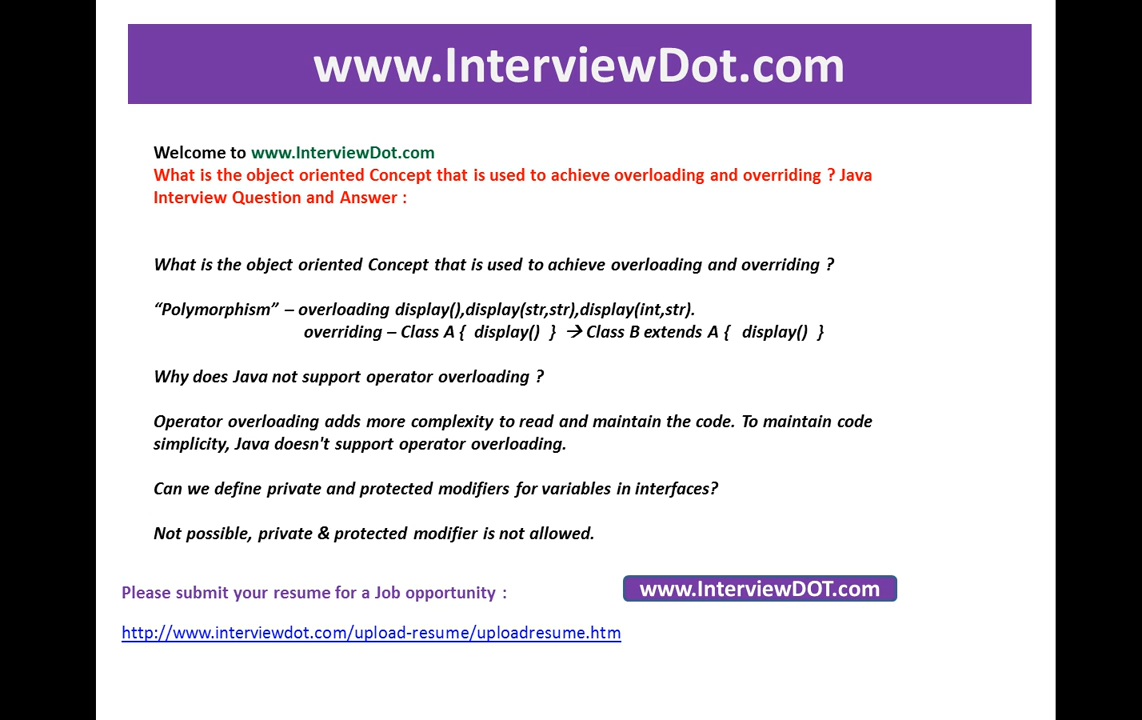 www.InterviewDot.com
Welcome to www.InterviewDot.com
What is the object oriented Concept that is used to achieve overloading and overriding ? Java
Interview Question and Answer :
What is the object oriented Concept that is used to achieve overloading and overriding ?
“Polymorphism” – overloading display(),display(str,str),display(int,str).
overriding – Class A { display() } → Class B extends A { display() }
Why does Java not support operator overloading ?
Operator overloading adds more complexity to read and maintain the code. To maintain code
simplicity, Java doesn't support operator overloading.
Can we define private and protected modifiers for variables in interfaces?
Not possible, private & protected modifier is not allowed.
Please submit your resume for a Job opportunity :
www.InterviewDOT.com
http://www.interviewdot.com/upload-resume/uploadresume.htm